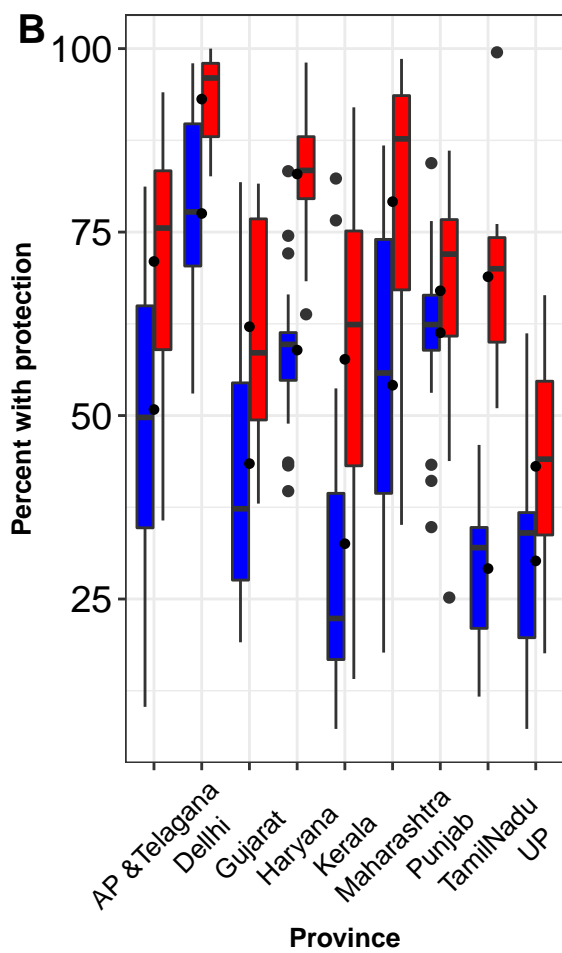 B
100
75
50
25
Percent with protection
AP &Telagana
Dellhi
Gujarat
Haryana
Kerala
Maharashtra
Punjab
TamilNadu
UP
Province